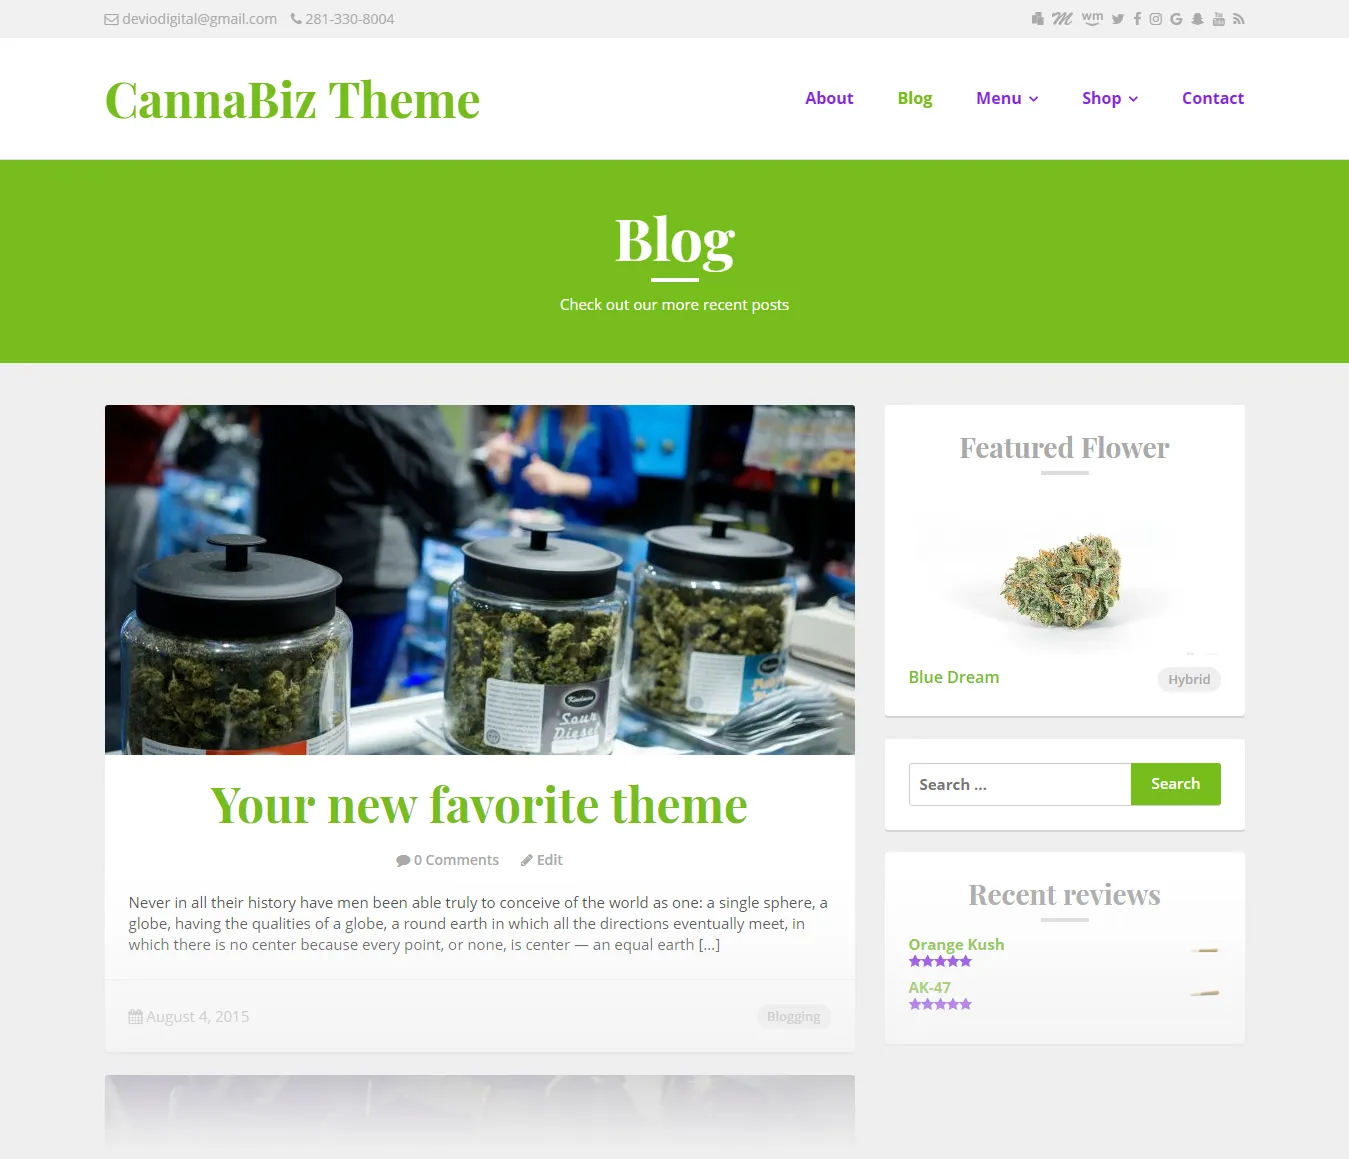 deviodigital@gmail.com 281-330-8004
wm
CannaBiz Theme
About Blog Menu Shop Contact
Blog
Check out our more recent posts
Sour
Diesel
Your new favorite theme
0 Comments Edit
Never in all their history have men been able truly to conceive of the world as one: a single sphere, a
globe, having the qualities of a globe, a round earth in which all the directions eventually meet, in
which there is no center because every point, or none, is center — an equal earth [...]
August 4, 2015 Blogging
Featured Flower
Blue Dream Hybrid
Search ... Search
Recent reviews
Orange Kush
AK-47